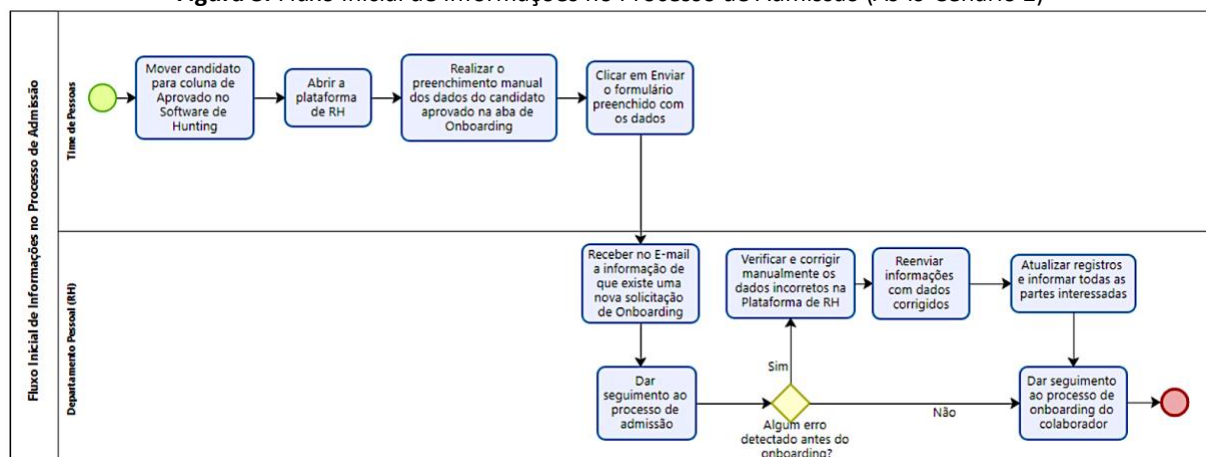 Fluxo Inicial de Informações no Processo de Admissão
Time de Pessoas
Mover candidato
para coluna de
Aprovado no
Software de
Hunting
Abrir a
plataforma
de RH
Realizar o
preenchimento manual
dos dados do candidato
aprovado na aba de
Onboarding
Clicar em Enviar
o formulário
preenchido com
os dados
Departamento Pessoal (RH)
Receber no E-mail
a informação de
que existe uma
nova solicitação
de Onboarding
Dar
seguimento ao
processo de
admissão
Algum erro
detectado antes do
onboarding?
Sim
Verificar e corrigir
manualmente os
dados incorretos na
Plataforma de RH
Reenviar
informações
com dados
corrigidos
Atualizar registros
e informar todas as
partes interessadas
Não
Dar seguimento
ao processo de
onboarding do
colaborador